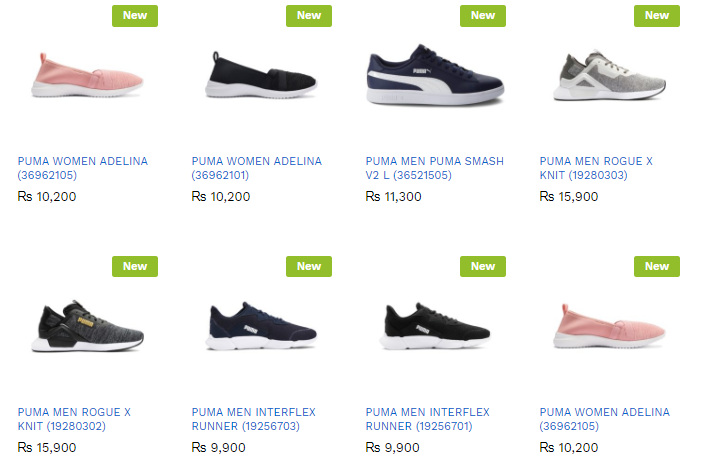 New New New New
PUMA WOMEN ADELINA
(36962105)
Rs 10,200
PUMA WOMEN ADELINA
(36962101)
Rs 10,200
PUMA
PUMA MEN PUMA SMASH
V2 L (36521505)
Rs 11,300
PUMA MEN ROGUE X
KNIT (19280303)
Rs 15,900
New New New New
PUMA
PUMA MEN ROGUE X
KNIT (19280302)
Rs 15,900
PUMA
PUMA MEN INTERFLEX
RUNNER (19256703)
Rs 9,900
PUMA
PUMA MEN INTERFLEX
RUNNER (19256701)
Rs 9,900
PUMA WOMEN ADELINA
(36962105)
Rs 10,200